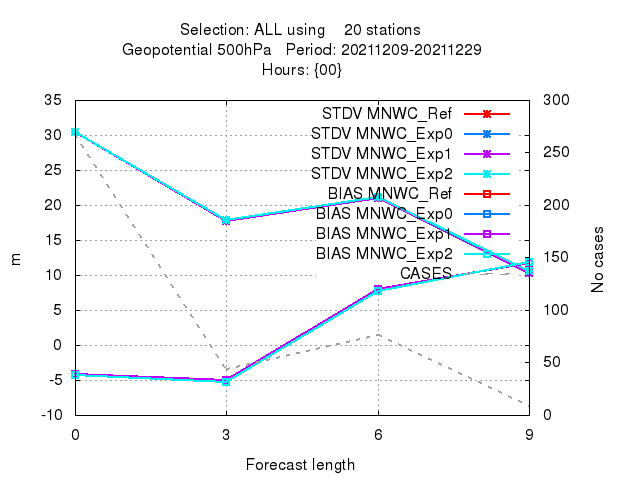 Selection: ALL using 20 stations
Geopotential 500hPa Period: 20211209-20211229
Hours: {00}
35 300
STDV MNWC_Ref
30 STDV MNWC_Exp0
250
25 STDV MNWC_Exp1
STDV MNWC_Exp2
20 BIAS MNWC_Ref 200
15 BIAS MNWC_Exp0
BIAS MNWC_Exp1
m
No cases
10 BIAS MNWC_Exp2 150
CASES
5 100
0
50
-5
-10 0
0 3 6 9
Forecast length